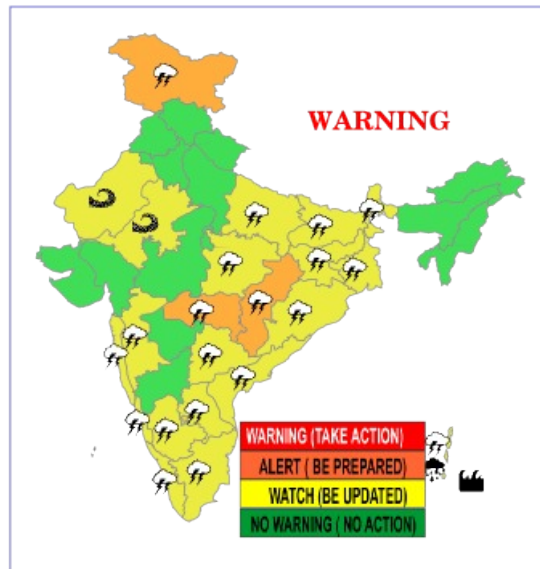 WARNING
WARNING (TAKE ACTION)
ALERT ( BE PREPARED)
WATCH (BE UPDATED)
NO WARNING ( NO ACTION)